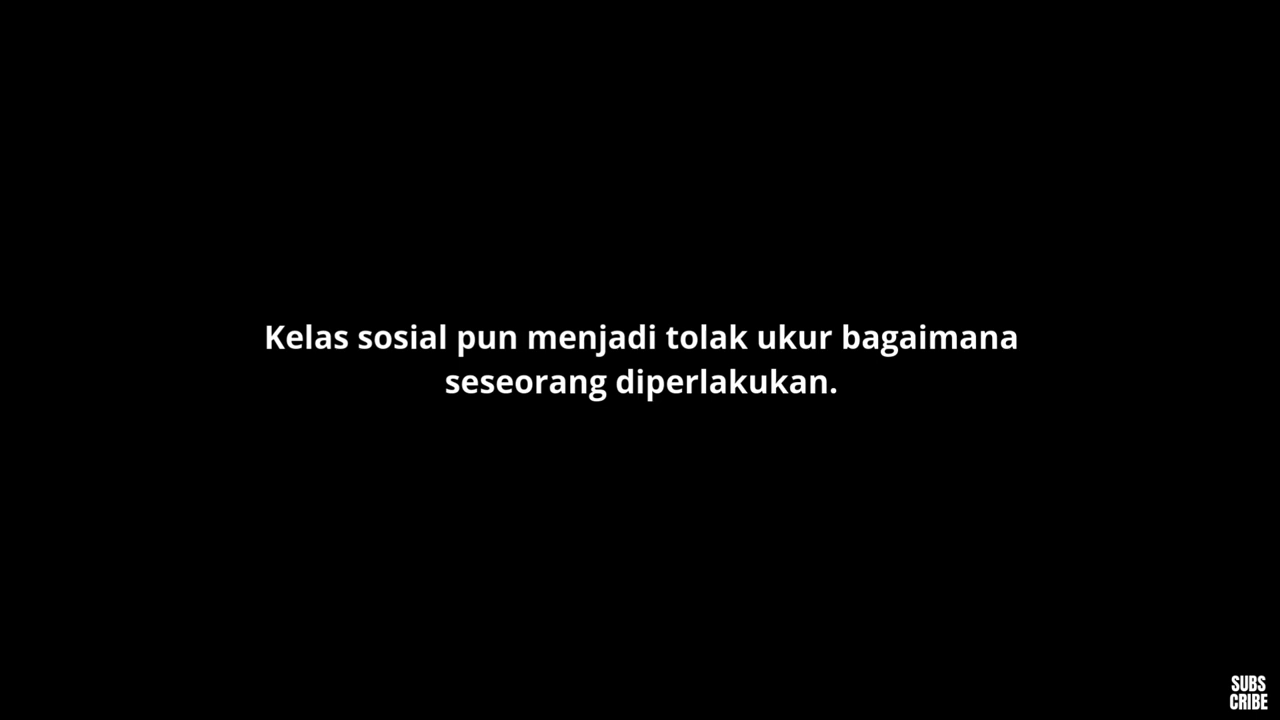 Kelas sosial pun menjadi tolak ukur bagaimana
seseorang diperlakukan.
SUBS
CRIBE